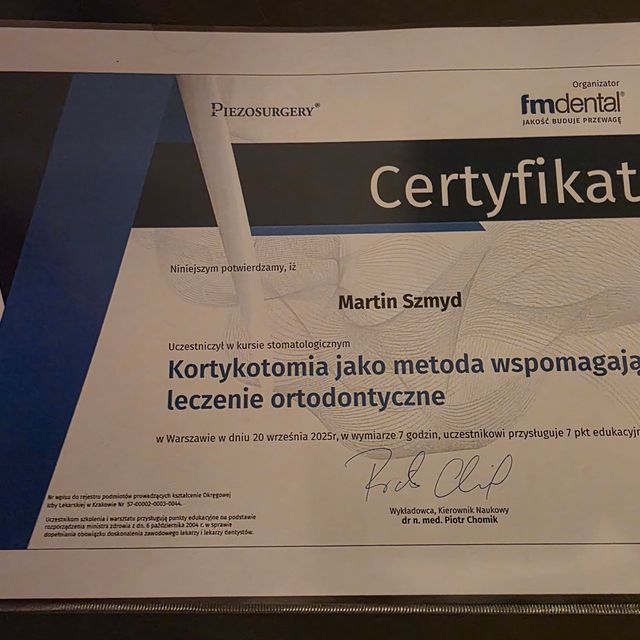 Organizator
PIEZOSURGERY®
fmdental®
JAKOŚĆ BUDUJE PRZEWAGĘ
Certyfikat
Niniejszym potwierdzamy, iż
Martin Szmyd
Uczestniczył w kursie stomatologicznym
Kortykotomia jako metoda wspomagają
leczenie ortodontyczne
w Warszawie w dniu 20 września 2025r, w wymiarze 7 godzin, uczestnikowi przysługuje 7 pkt edukacyjn
Wykładowca, Kierownik Naukowy
dr n. med. Piotr Chomik
Nr wpisu do rejestru podmiotów prowadzących kształcenie Okręgowej
Izby Lekarskiej w Krakowie Nr 57-00002-0003-0044.
Uczestnikom szkolenia i warsztatu przysługują punkty edukacyjne na podstawie
rozporządzenia ministra zdrowia z dn. 6 października 2004 r. w sprawie
dopełniania obowiązku doskonalenia zawodowego lekarzy i lekarzy dentystów.